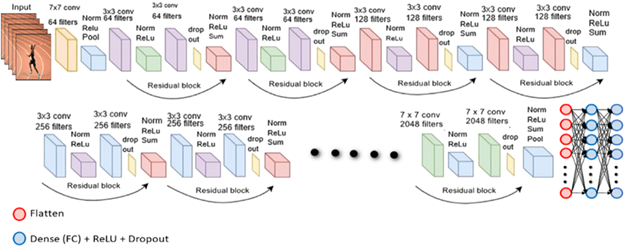 Input
7x7 conv
64 filters
Norm
Relu
Pool
3x3 conv
64 filters
Norm
ReLU
3x3 conv
64 filters
drop
out
Norm
ReLU
Sum
3x3 conv
64 filters
Norm
ReLU
3x3 conv
64 filters
drop
out
Norm
ReLU
Sum
3x3 conv
128 filters
Norm
ReLU
3x3 conv
128 filters
drop
out
Norm
ReLU
Sum
3x3 conv
128 filters
Norm
ReLU
3x3 conv
128 filters
drop
out
Norm
ReLU
Sum
Residual block
Residual block
Residual block
Residual block
3x3 conv
256 filters
Norm
ReLU
3x3 conv
256 filters
drop
out
Norm
ReLU
Sum
3x3 conv
256 filters
Norm
ReLU
3x3 conv
256 filters
drop
out
Norm
ReLU
Sum
7 x 7 conv
2048 filters
Norm
ReLu
7 x 7 conv
2048 filters
drop
out
Norm
ReLU
Sum
Pool
Residual block
Residual block
Residual block
Flatten
Dense (FC) + ReLU + Dropout